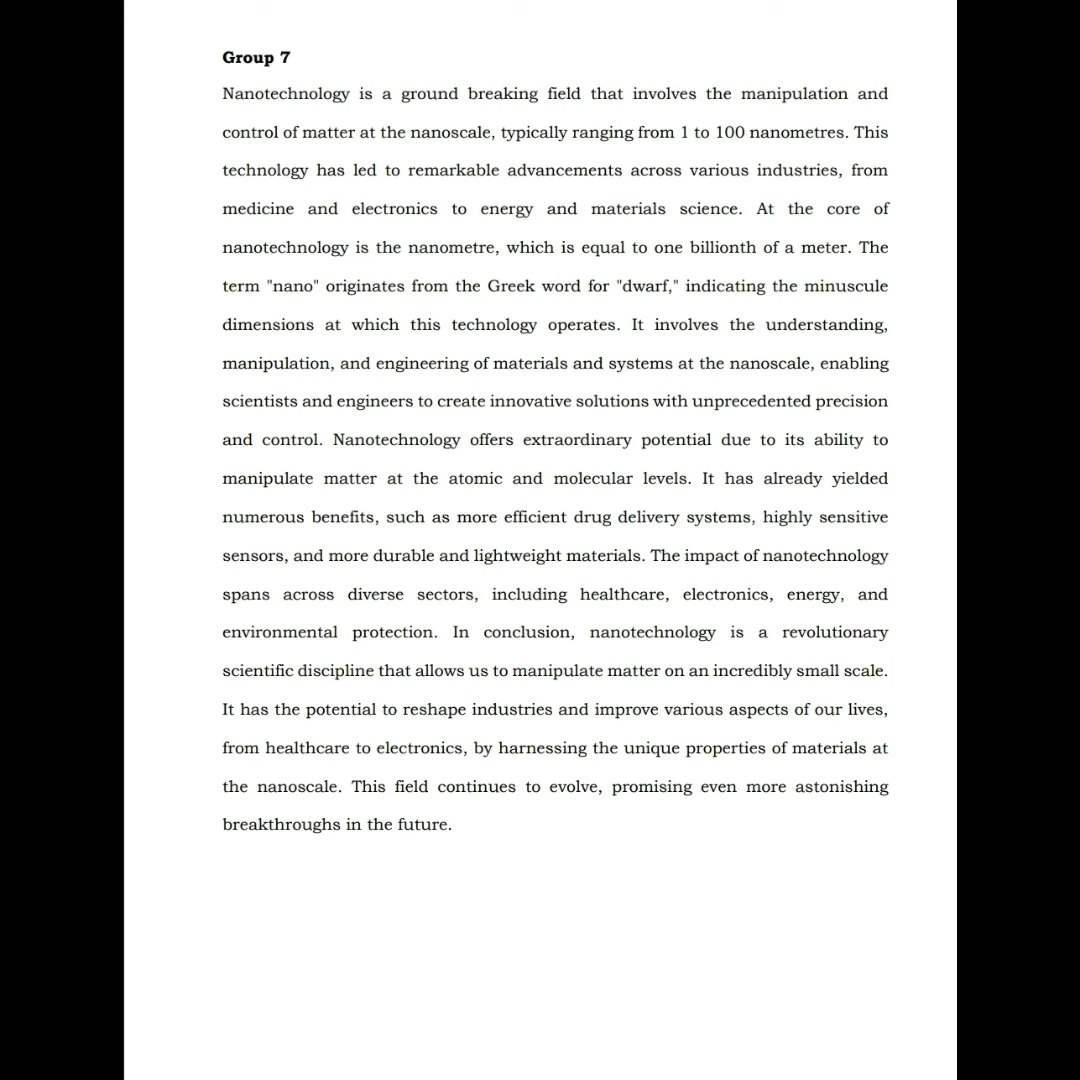 Group 7
Nanotechnology is a ground breaking field that involves the manipulation and
control of matter at the nanoscale, typically ranging from 1 to 100 nanometres. This
technology has led to remarkable advancements across various industries, from
medicine and electronics to energy and materials science. At the core of
nanotechnology is the nanometre, which is equal to one billionth of a meter. The
term "nano" originates from the Greek word for "dwarf," indicating the minuscule
dimensions at which this technology operates. It involves the understanding,
manipulation, and engineering of materials and systems at the nanoscale, enabling
scientists and engineers to create innovative solutions with unprecedented precision
and control. Nanotechnology offers extraordinary potential due to its ability to
manipulate matter at the atomic and molecular levels. It has already yielded
numerous benefits, such as more efficient drug delivery systems, highly sensitive
sensors, and more durable and lightweight materials. The impact of nanotechnology
spans across diverse sectors, including healthcare, electronics, energy, and
environmental protection. In conclusion, nanotechnology is a revolutionary
scientific discipline that allows us to manipulate matter on an incredibly small scale.
It has the potential to reshape industries and improve various aspects of our lives,
from healthcare to electronics, by harnessing the unique properties of materials at
the nanoscale. This field continues to evolve, promising even more astonishing
breakthroughs in the future.